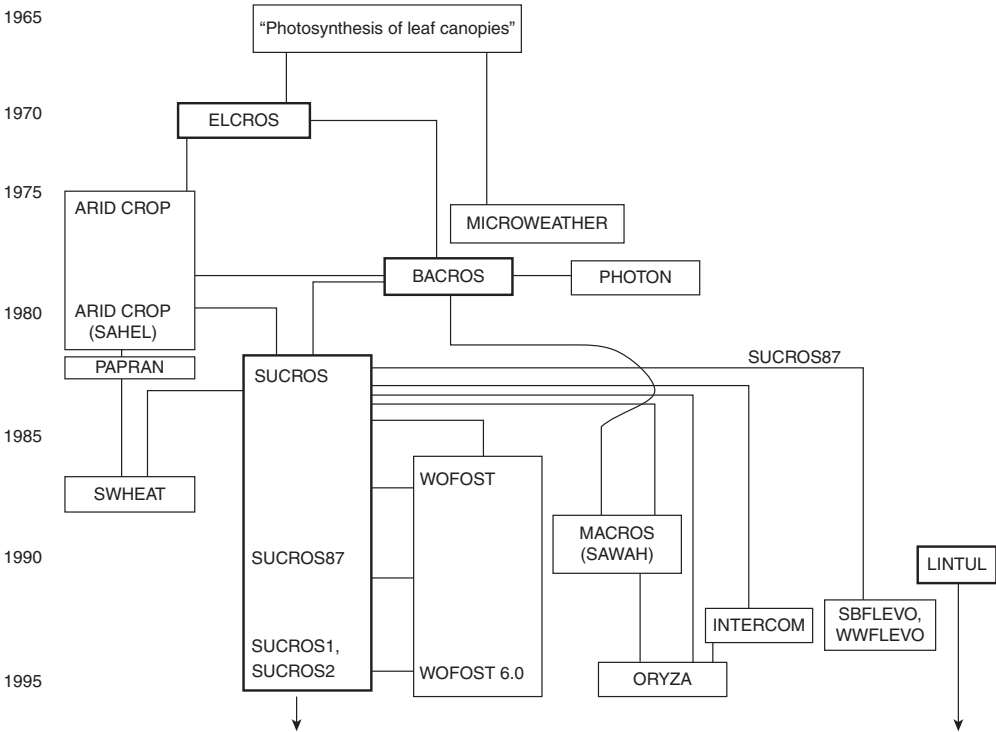 1965
“Photosynthesis of leaf canopies”
1970
ELCROS
1975
ARID CROP
MICROWEATHER
BACROS
PHOTON
1980
ARID CROP
(SAHEL)
PAPRAN
SUCROS87
SUCROS
1985
WOFOST
SWHEAT
MACROS
(SAWAH)
1990
SUCROS87
LINTUL
INTERCOM
SBFLEVO,
WWFLEVO
SUCROS1,
SUCROS2
WOFOST 6.0
ORYZA
1995